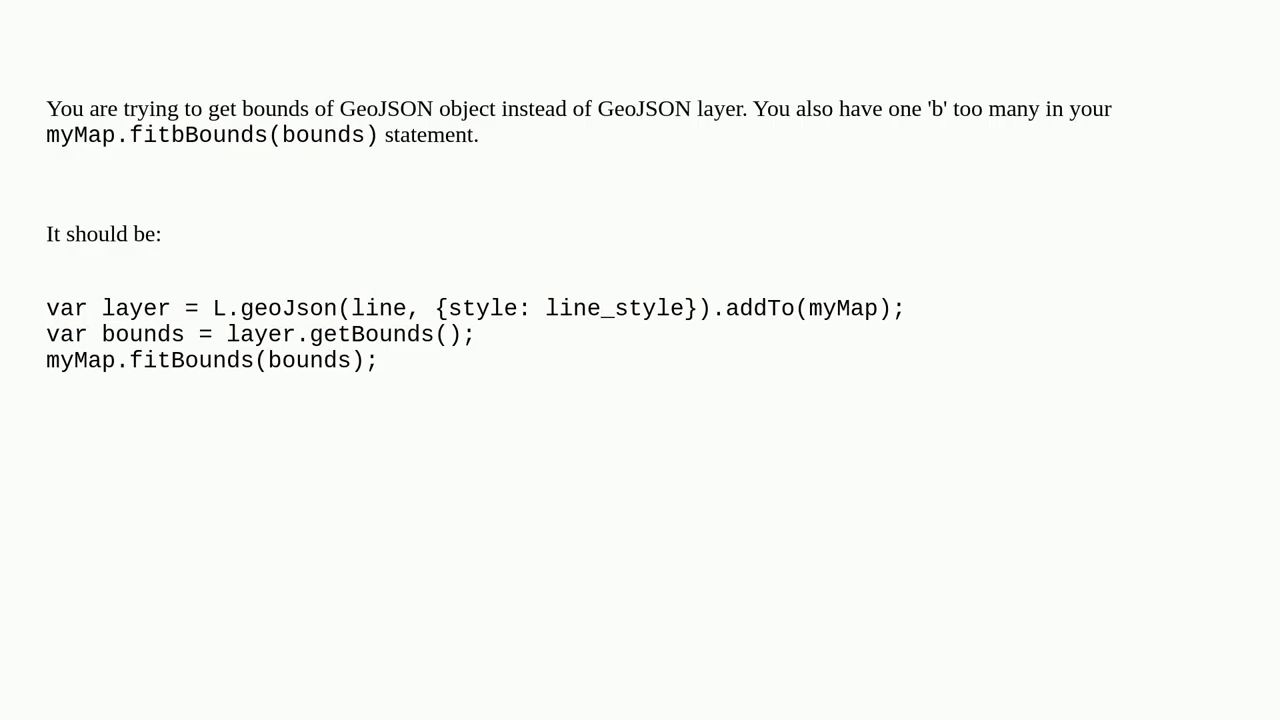 You are trying to get bounds of GeoJSON object instead of GeoJSON layer. You also have one 'b' too many in your
myMap.fitbBounds(bounds) statement.
It should be:
var layer = L.geoJson(line, {style: line_style}).addTo(myMap);
var bounds = layer.getBounds();
myMap.fitBounds(bounds);